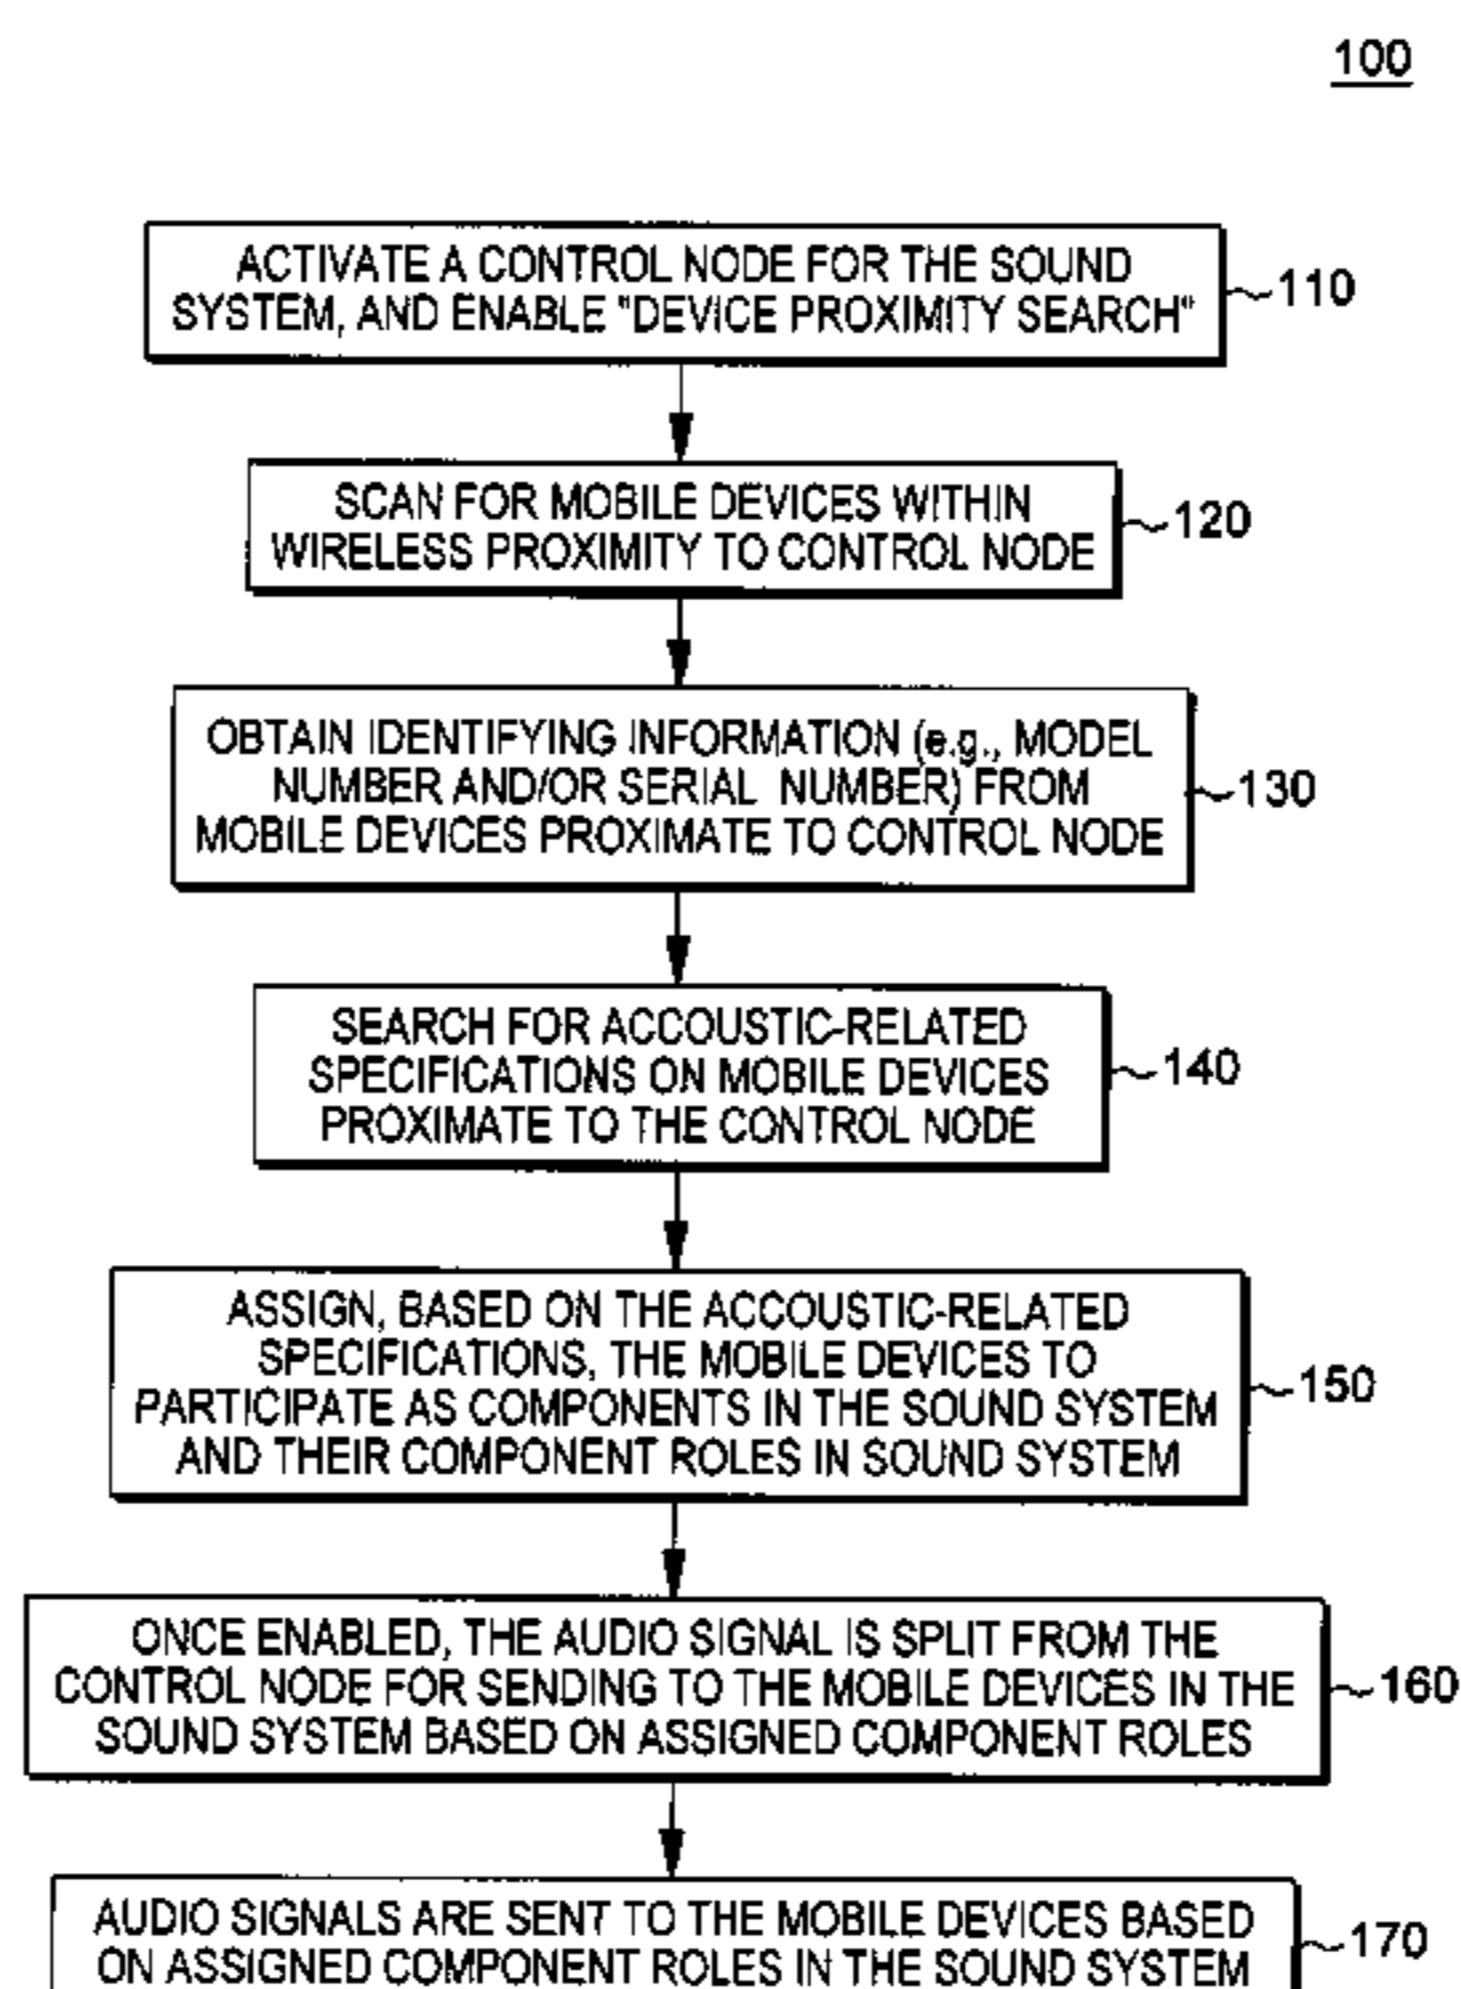 100
ACTIVATE A CONTROL NODE FOR THE SOUND
SYSTEM, AND ENABLE "DEVICE PROXIMITY SEARCH"
110
SCAN FOR MOBILE DEVICES WITHIN
WIRELESS PROXIMITY TO CONTROL NODE
120
OBTAIN IDENTIFYING INFORMATION (e.g., MODEL
NUMBER AND/OR SERIAL NUMBER) FROM
MOBILE DEVICES PROXIMATE TO CONTROL NODE
130
SEARCH FOR ACCOUSTIC-RELATED
SPECIFICATIONS ON MOBILE DEVICES
PROXIMATE TO THE CONTROL NODE
140
ASSIGN, BASED ON THE ACCOUSTIC-RELATED
SPECIFICATIONS, THE MOBILE DEVICES TO
PARTICIPATE AS COMPONENTS IN THE SOUND SYSTEM
AND THEIR COMPONENT ROLES IN SOUND SYSTEM
150
ONCE ENABLED, THE AUDIO SIGNAL IS SPLIT FROM THE
CONTROL NODE FOR SENDING TO THE MOBILE DEVICES IN THE
SOUND SYSTEM BASED ON ASSIGNED COMPONENT ROLES
160
AUDIO SIGNALS ARE SENT TO THE MOBILE DEVICES BASED
ON ASSIGNED COMPONENT ROLES IN THE SOUND SYSTEM
170